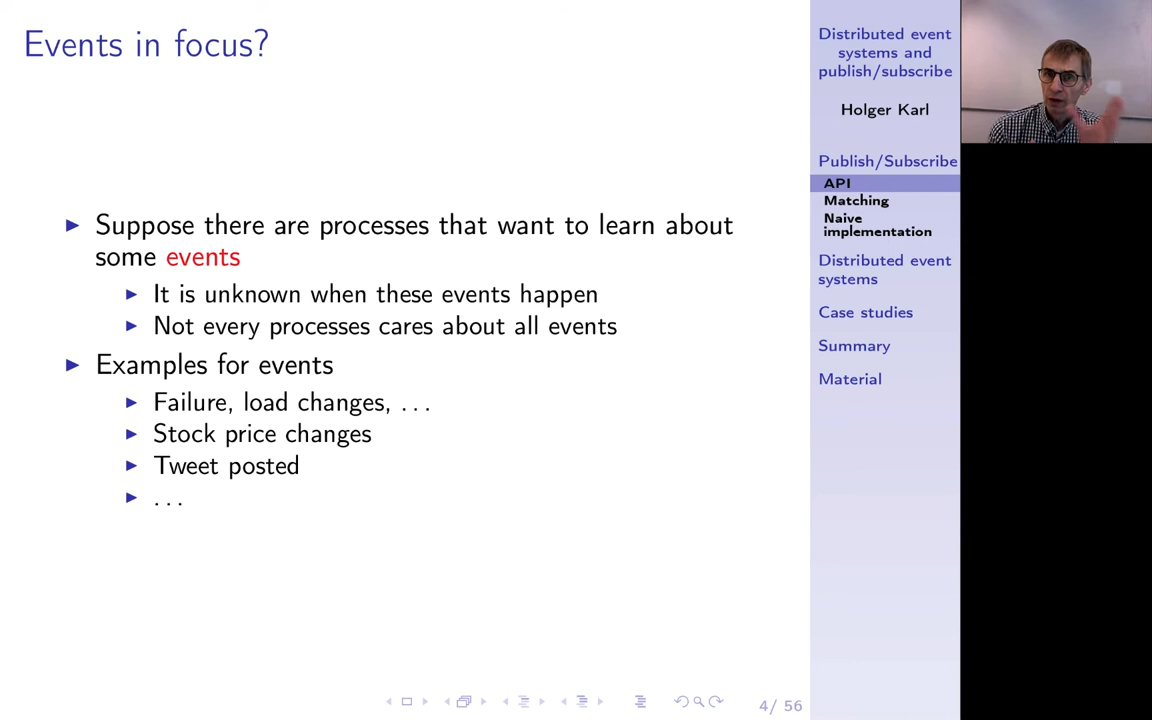 Events in focus?
Suppose there are processes that want to learn about
some events
It is unknown when these events happen
Not every processes cares about all events
Examples for events
Failure, load changes, . . .
Stock price changes
Tweet posted
. . .
Distributed event
systems and
publish/subscribe
Holger Karl
Publish/Subscribe
API
Matching
Naive
implementation
Distributed event
systems
Case studies
Summary
Material
4/ 56